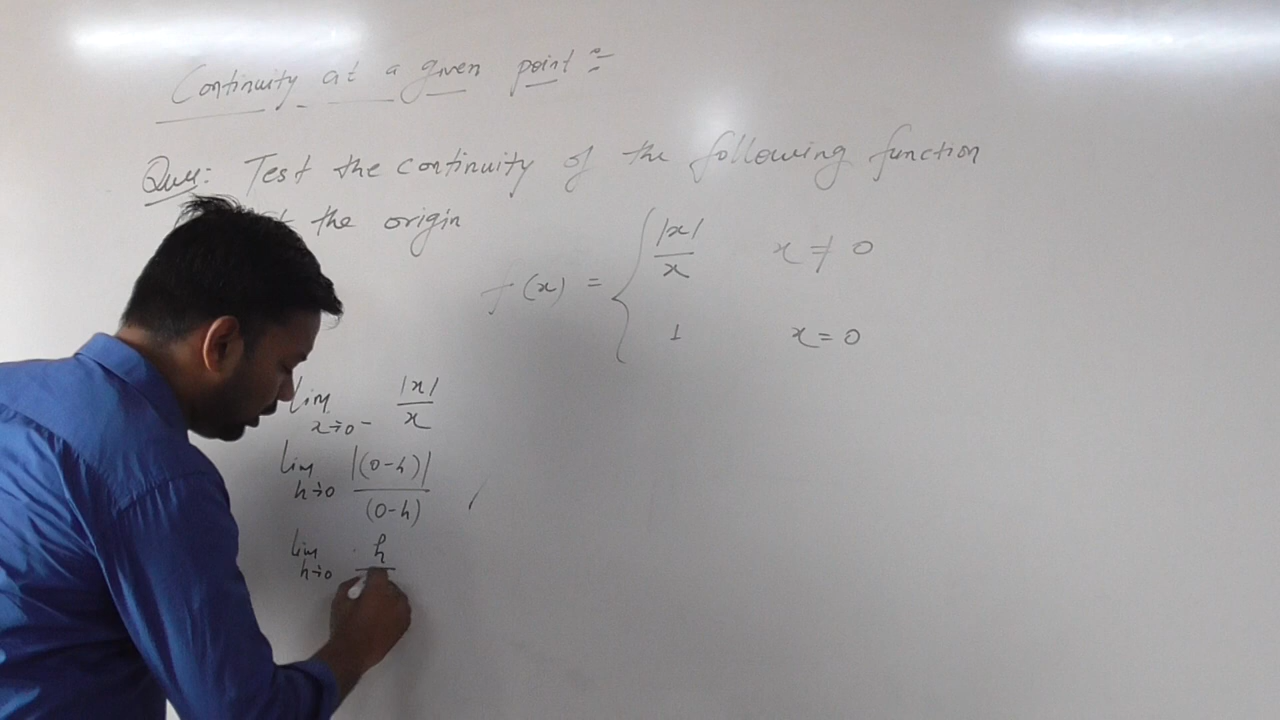 Continuity at a given point :-
Ques: Test the continuity of the following function
the origin
f(x) = { |x|/x x ≠ 0
1 x = 0
lim x→0- |x|/x
lim h→0 |(0-h)|/(0-h)
lim h→0 h